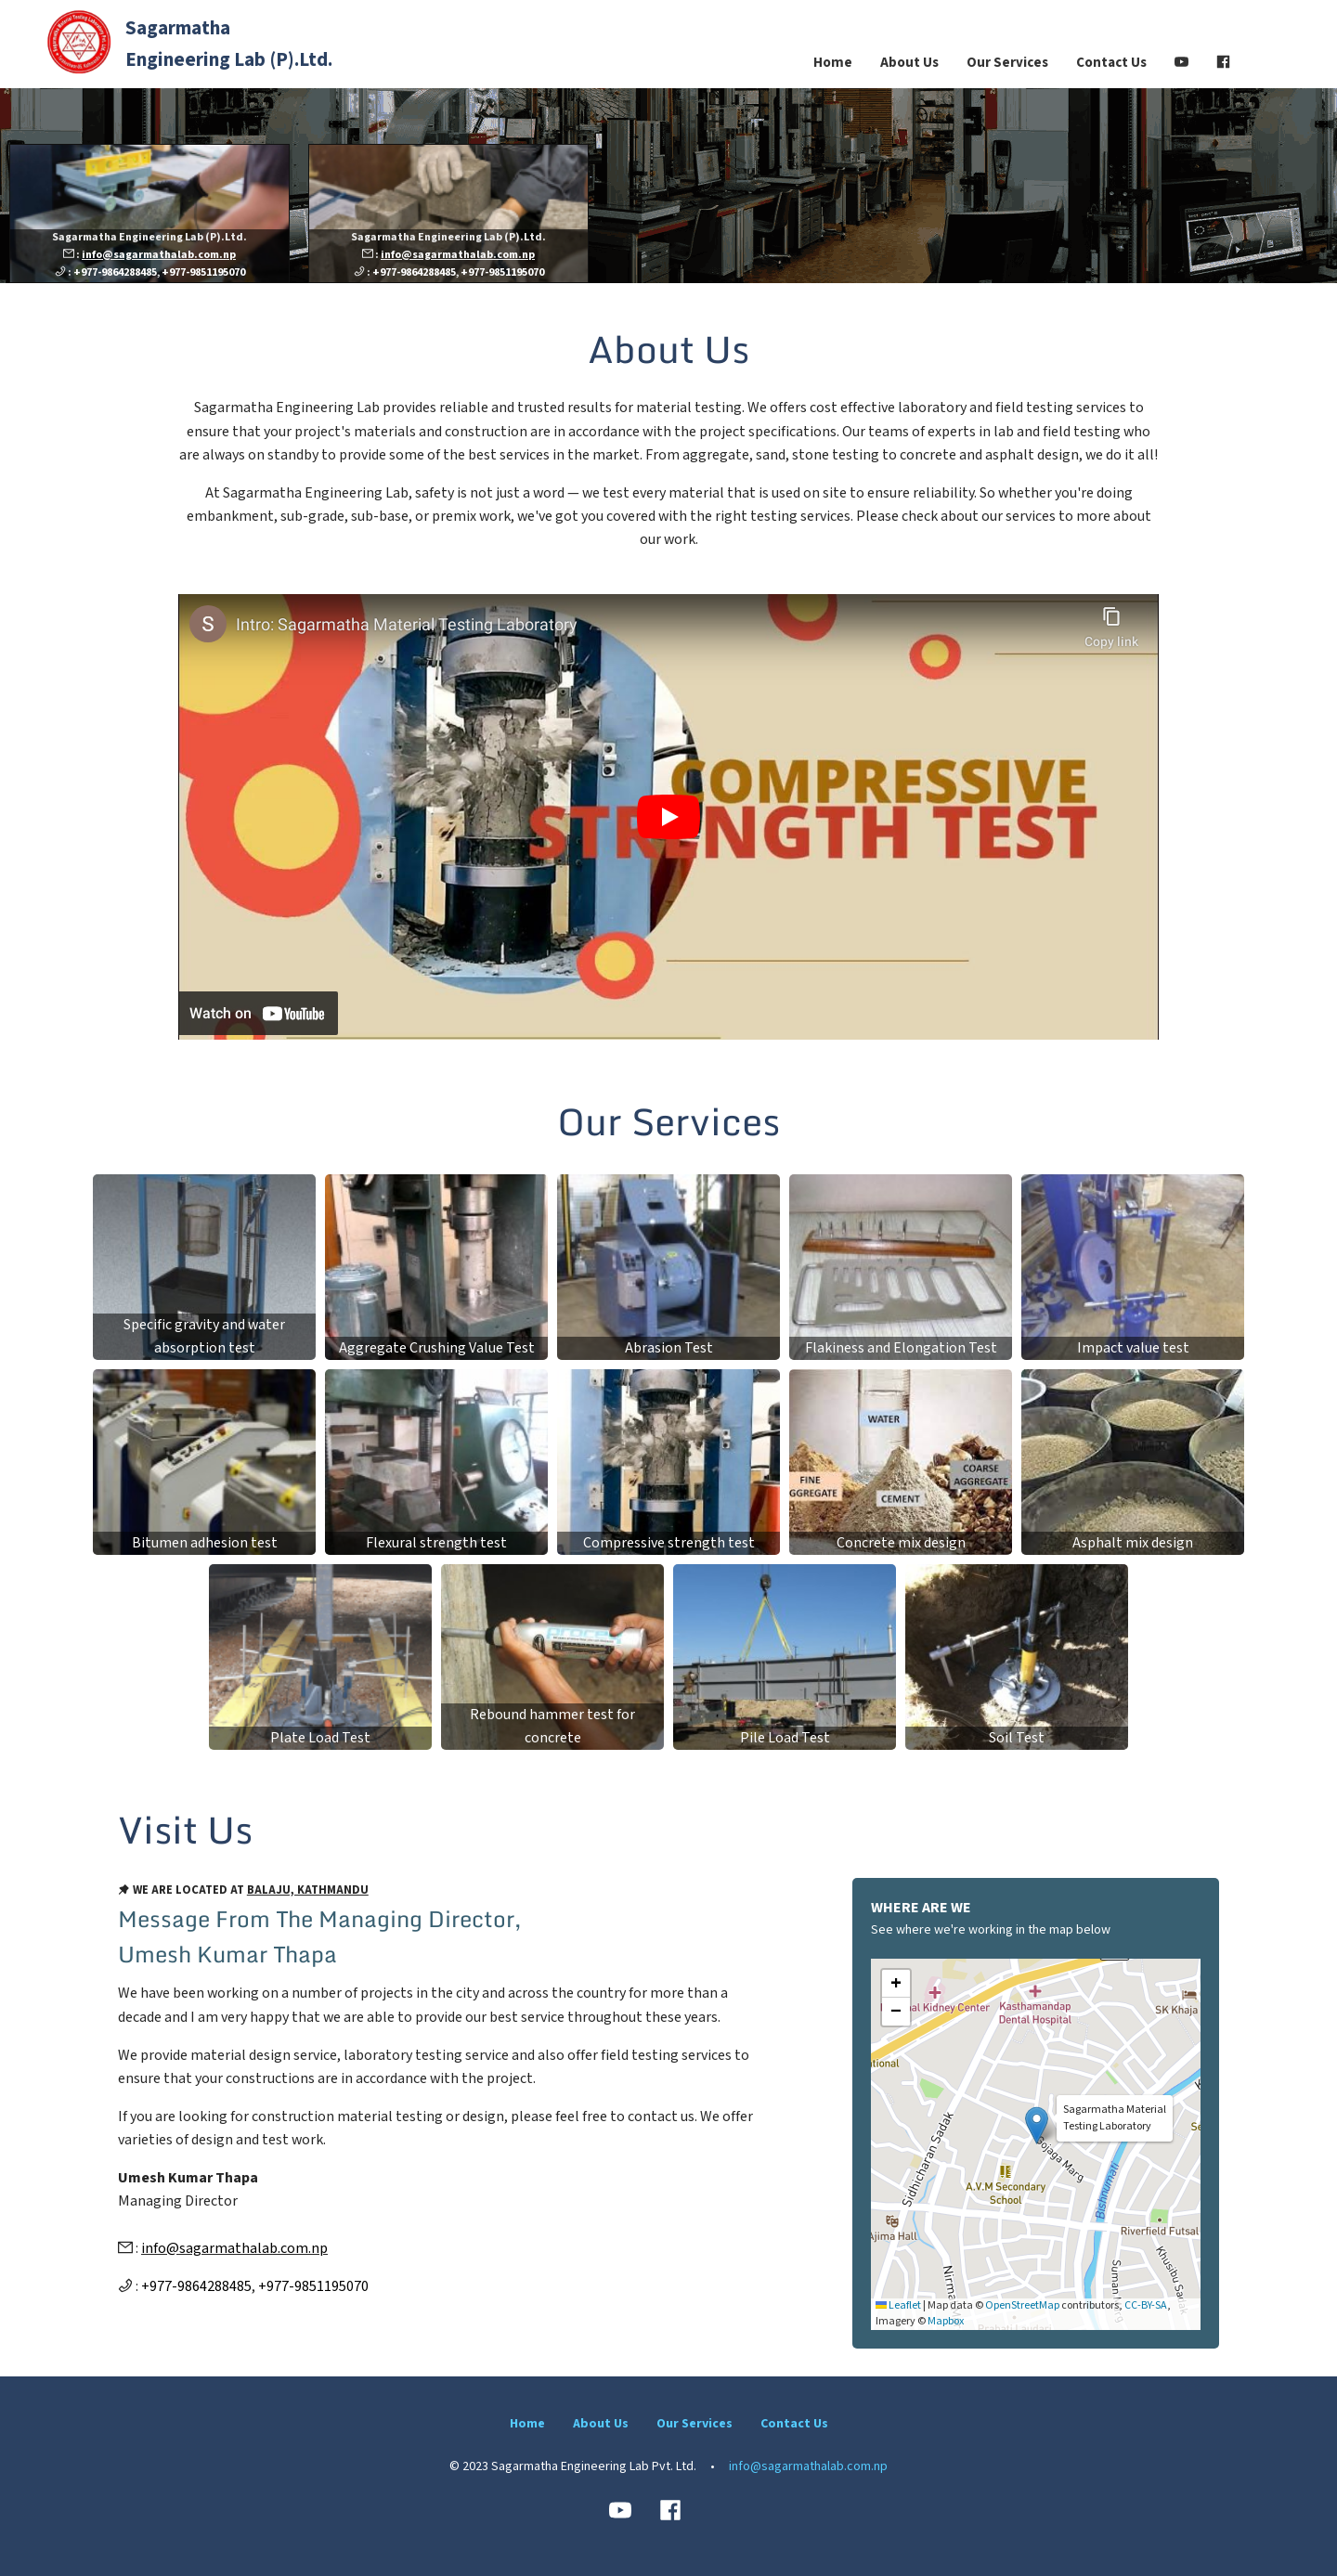 Sagarmatha
Engineering Lab (P).Ltd.
Home
About Us
Our Services
Contact Us
Sagarmatha Engineering Lab (P).Ltd.
: info@sagarmathalab.com.np
: +977-9864288485, +977-9851195070
Sagarmatha Engineering Lab (P).Ltd.
: info@sagarmathalab.com.np
: +977-9864288485, +977-9851195070
About Us
Sagarmatha Engineering Lab provides reliable and trusted results for material testing. We offers cost effective laboratory and field testing services to
ensure that your project's materials and construction are in accordance with the project specifications. Our teams of experts in lab and field testing who
are always on standby to provide some of the best services in the market. From aggregate, sand, stone testing to concrete and asphalt design, we do it all!
At Sagarmatha Engineering Lab, safety is not just a word — we test every material that is used on site to ensure reliability. So whether you're doing
embankment, sub-grade, sub-base, or premix work, we've got you covered with the right testing services. Please check about our services to more about
our work.
S
Intro: Sagarmatha Material Testing Laboratory
Copy link
COMPRESSIVE
STRENGTH TEST
Watch on YouTube
Our Services
Specific gravity and water
absorption test
Aggregate Crushing Value Test
Abrasion Test
Flakiness and Elongation Test
Impact value test
Bitumen adhesion test
Flexural strength test
Compressive strength test
WATER
FINE
AGGREGATE
CEMENT
COARSE
AGGREGATE
Concrete mix design
Asphalt mix design
Plate Load Test
proceq
Rebound hammer test for
concrete
Pile Load Test
Soil Test
Visit Us
WE ARE LOCATED AT BALAJU, KATHMANDU
Message From The Managing Director,
Umesh Kumar Thapa
We have been working on a number of projects in the city and across the country for more than a
decade and I am very happy that we are able to provide our best service throughout these years.
We provide material design service, laboratory testing service and also offer field testing services to
ensure that your constructions are in accordance with the project.
If you are looking for construction material testing or design, please feel free to contact us. We offer
varieties of design and test work.
Umesh Kumar Thapa
Managing Director
: info@sagarmathalab.com.np
: +977-9864288485, +977-9851195070
WHERE ARE WE
See where we're working in the map below
+
−
Kidney Center
Kasthamandap
Dental Hospital
SK Khaja
Sagarmatha Material
Testing Laboratory
Sidhicharan Sadak
Gojaga Marg
A.V.M Secondary
School
Bishnumati
Ajima Hall
Riverfield Futsal
Khusibu Sadak
Leaflet | Map data © OpenStreetMap contributors, CC-BY-SA,
Imagery © Mapbox
Home
About Us
Our Services
Contact Us
© 2023 Sagarmatha Engineering Lab Pvt. Ltd. • info@sagarmathalab.com.np